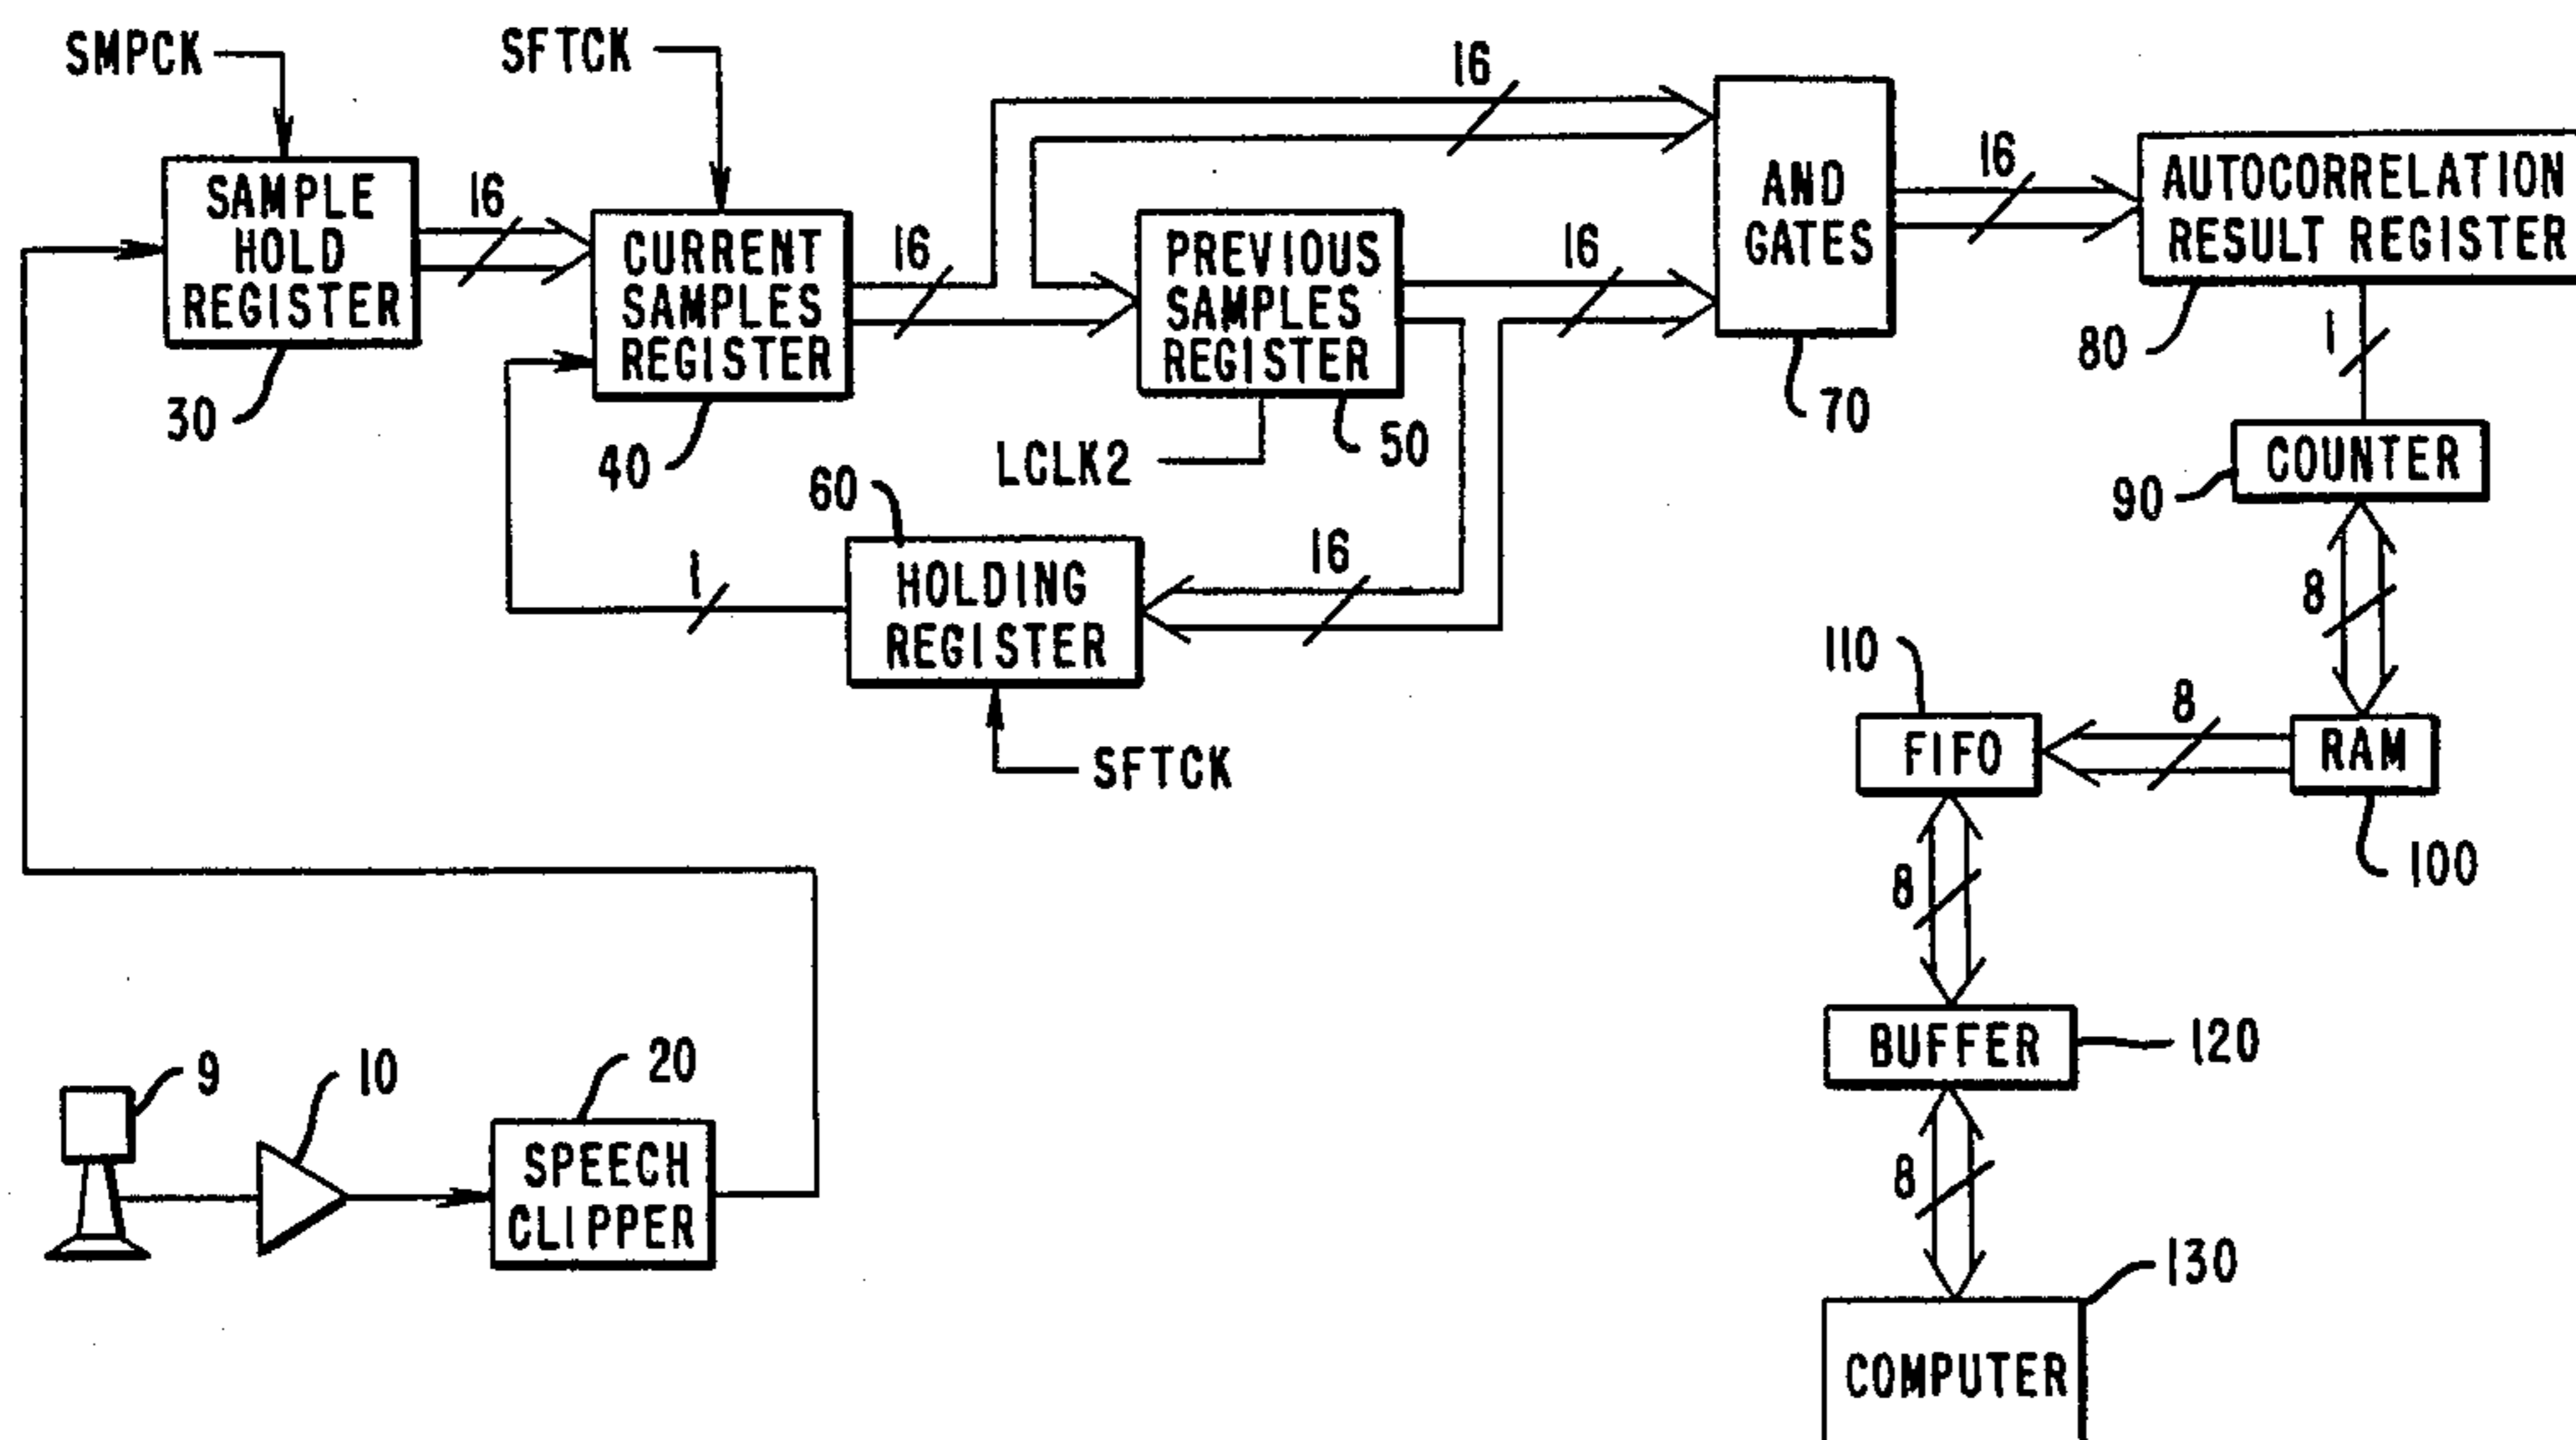 SMPCK
SFTCK
16
SAMPLE
HOLD
REGISTER
30
16
CURRENT
SAMPLES
REGISTER
40
16
PREVIOUS
SAMPLES
REGISTER
50
LCLK2
16
AND
GATES
70
16
AUTOCORRELATION
RESULT REGISTER
80
1
COUNTER
90
60
HOLDING
REGISTER
1
16
SFTCK
8
110
FIFO
8
RAM
100
8
BUFFER
120
8
130
COMPUTER
9
10
20
SPEECH
CLIPPER